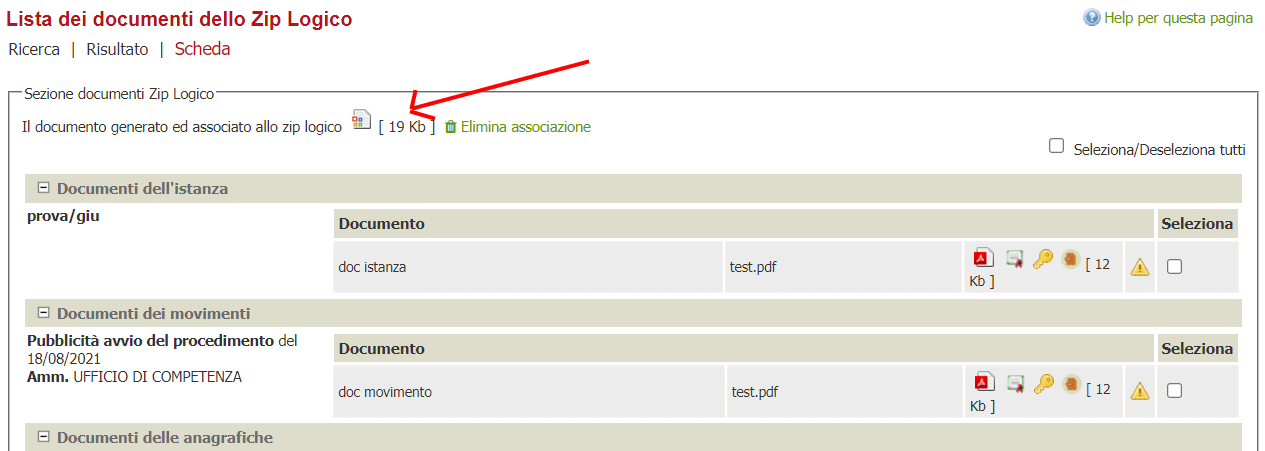 Lista dei documenti dello Zip Logico
Help per questa pagina
Ricerca | Risultato | Scheda
Sezione documenti Zip Logico
Il documento generato ed associato allo zip logico [ 19 Kb ] Elimina associazione
Seleziona/Deseleziona tutti
Documenti dell'istanza
prova/giu
Documento Seleziona
doc istanza test.pdf [ 12
Kb ]
Documenti dei movimenti
Pubblicità avvio del procedimento del
18/08/2021
Amm. UFFICIO DI COMPETENZA
Documento Seleziona
doc movimento test.pdf [ 12
Kb ]
Documenti delle anagrafiche